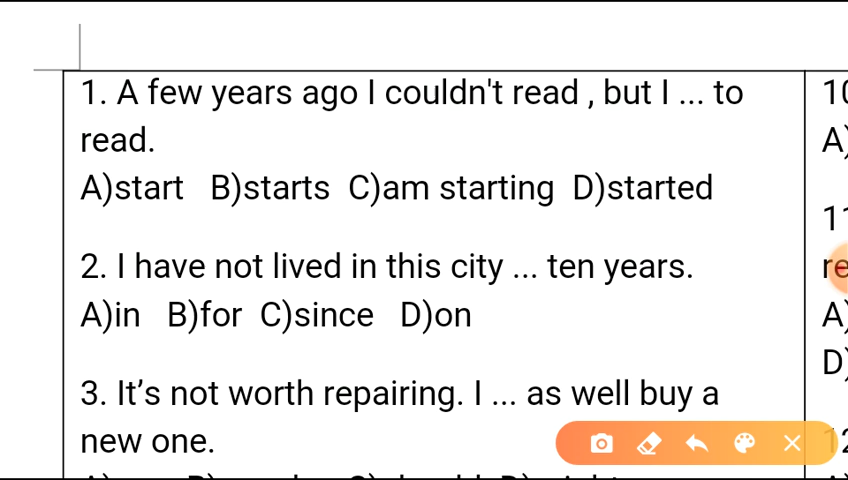 1. A few years ago I couldn't read , but I ... to
read.
A)start B)starts C)am starting D)started
2. I have not lived in this city ... ten years.
A)in B)for C)since D)on
3. It’s not worth repairing. I ... as well buy a
new one.
A)
A)
D)